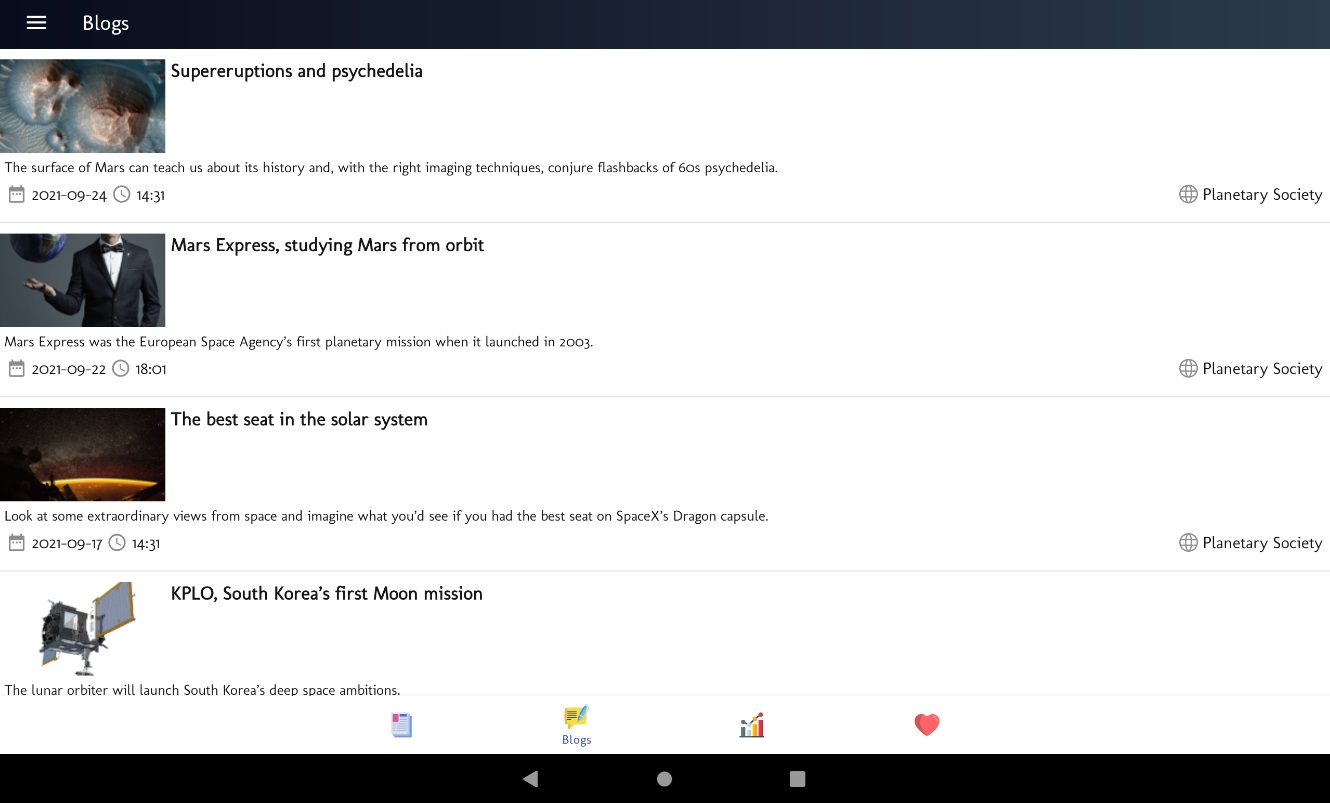 Blogs
Supereruptions and psychedelia
The surface of Mars can teach us about its history and, with the right imaging techniques, conjure flashbacks of 60s psychedelia.
2021-09-24 14:31 Planetary Society
Mars Express, studying Mars from orbit
Mars Express was the European Space Agency's first planetary mission when it launched in 2003.
2021-09-22 18:01 Planetary Society
The best seat in the solar system
Look at some extraordinary views from space and imagine what you'd see if you had the best seat on SpaceX's Dragon capsule.
2021-09-17 14:31 Planetary Society
KPLO, South Korea's first Moon mission
The lunar orbiter will launch South Korea's deep space ambitions.
Blogs